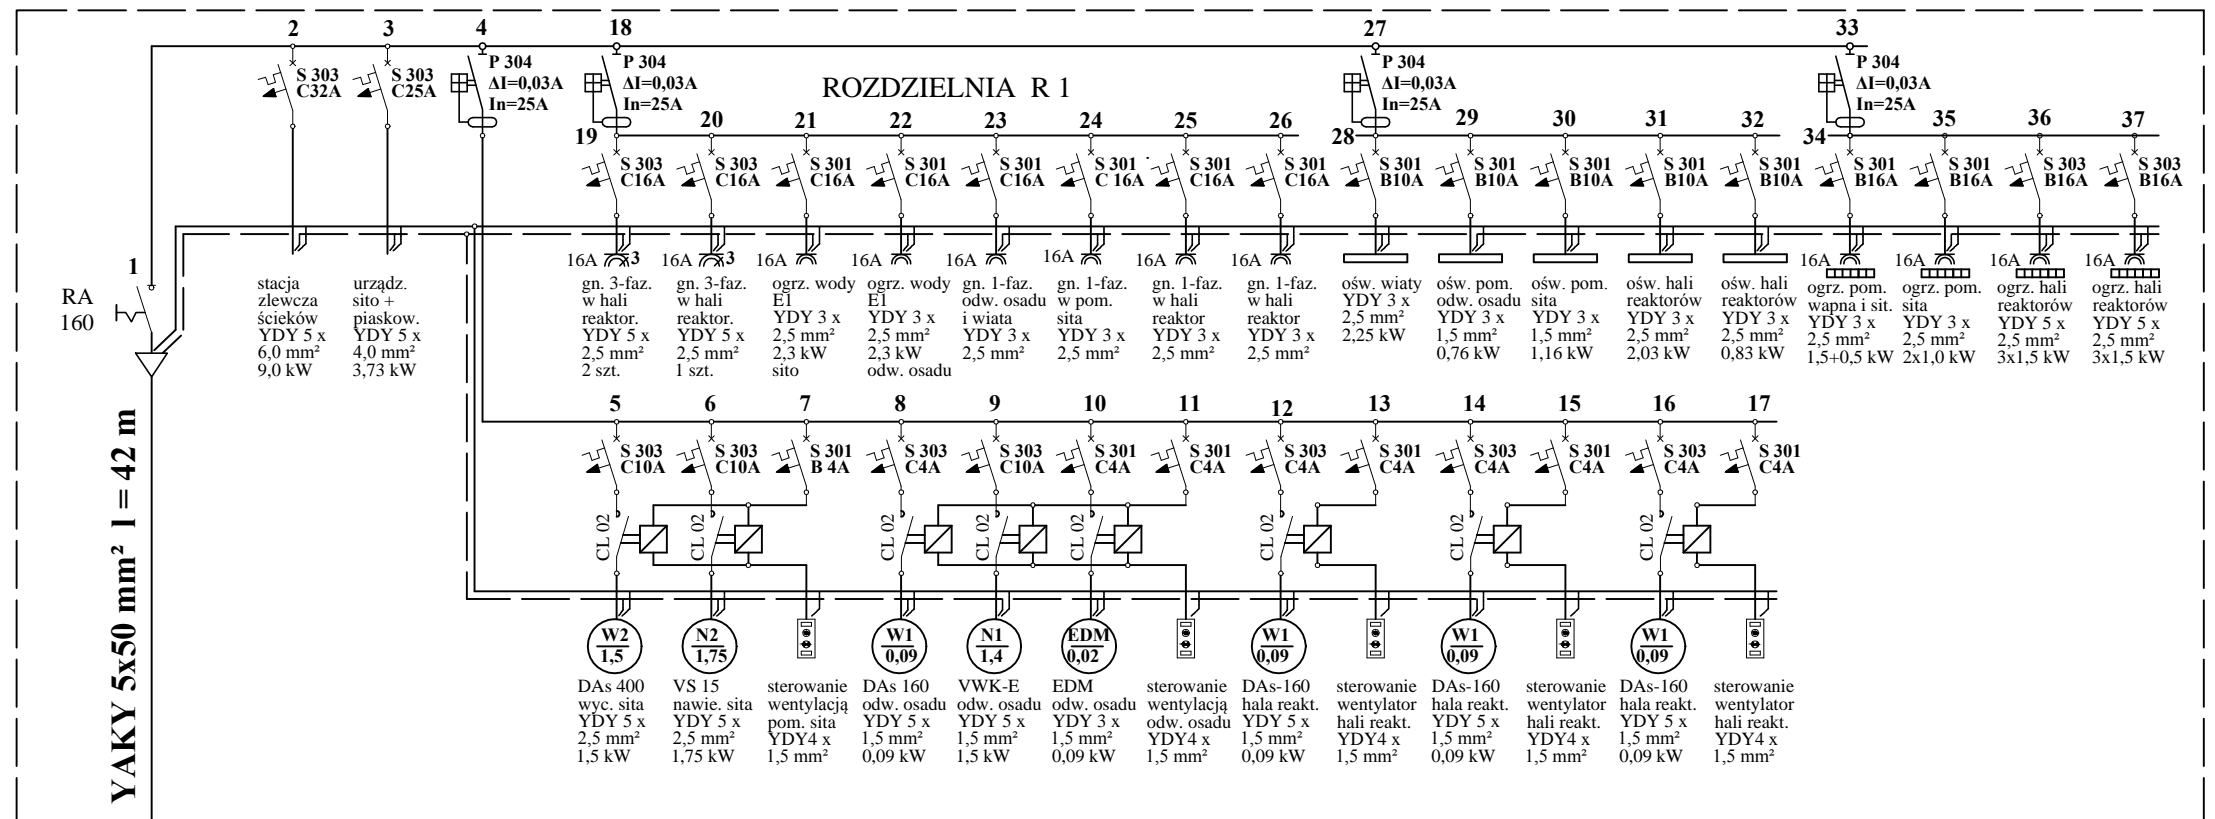 2
3
4
18
27
33
S 303
C32A
S 303
C25A
P 304
ΔI=0,03A
In=25A
P 304
ΔI=0,03A
In=25A
ROZDZIELNIA R 1
P 304
ΔI=0,03A
In=25A
P 304
ΔI=0,03A
In=25A
19
20
21
22
23
24
25
26
28
29
30
31
32
34
35
36
37
S 303
C16A
S 303
C16A
S 301
C16A
S 301
C16A
S 301
C16A
S 301
C 16A
S 301
C16A
S 301
C16A
S 301
B10A
S 301
B10A
S 301
B10A
S 301
B10A
S 301
B10A
S 301
B16A
S 301
B16A
S 303
B16A
S 303
B16A
1
RA
160
stacja
zlewcza
ścieków
YDY 5 x
6,0 mm²
9,0 kW
urządz.
sito +
piaskow.
YDY 5 x
4,0 mm²
3,73 kW
16A 3
gn. 3-faz.
w hali
reaktor.
YDY 5 x
2,5 mm²
2 szt.
16A 3
gn. 3-faz.
w hali
reaktor.
YDY 5 x
2,5 mm²
1 szt.
16A
ogrz. wody
E1
YDY 3 x
2,5 mm²
2,3 kW
sito
16A
ogrz. wody
E1
YDY 3 x
2,5 mm²
2,3 kW
odw. osadu
16A
gn. 1-faz.
odw. osadu
i wiata
YDY 3 x
2,5 mm²
16A
gn. 1-faz.
w pom.
sita
YDY 3 x
2,5 mm²
16A
gn. 1-faz.
w hali
reaktor
YDY 3 x
2,5 mm²
16A
gn. 1-faz.
w hali
reaktor
YDY 3 x
2,5 mm²
ośw. wiaty
YDY 3 x
2,5 mm²
2,25 kW
ośw. pom.
odw. osadu
YDY 3 x
1,5 mm²
0,76 kW
ośw. pom.
sita
YDY 3 x
1,5 mm²
1,16 kW
ośw. hali
reaktorów
YDY 3 x
2,5 mm²
2,03 kW
ośw. hali
reaktorów
YDY 3 x
2,5 mm²
0,83 kW
16A
ogrz. pom.
wapna i sit.
YDY 3 x
2,5 mm²
1,5+0,5 kW
16A
ogrz. pom.
sita
YDY 3 x
2,5 mm²
2x1,0 kW
16A
ogrz. hali
reaktorów
YDY 5 x
2,5 mm²
3x1,5 kW
16A
ogrz. hali
reaktorów
YDY 5 x
2,5 mm²
3x1,5 kW
YAKY 5x50 mm² l = 42 m
5
6
7
8
9
10
11
12
13
14
15
16
17
S 303
C10A
S 303
C10A
S 301
B 4A
S 303
C4A
S 303
C10A
S 301
C4A
S 301
C4A
S 303
C4A
S 301
C4A
S 303
C4A
S 301
C4A
S 303
C4A
S 301
C4A
CL 02
CL 02
CL 02
CL 02
CL 02
CL 02
CL 02
CL 02
W2
1,5
N2
1,75
W1
0,09
N1
1,4
EDM
0,02
W1
0,09
W1
0,09
W1
0,09
DAs 400
wyc. sita
YDY 5 x
2,5 mm²
1,5 kW
VS 15
nawie. sita
YDY 5 x
2,5 mm²
1,75 kW
sterowanie
wentylacją
pom. sita
YDY4 x
1,5 mm²
DAs 160
odw. osadu
YDY 5 x
1,5 mm²
0,09 kW
VWK-E
odw. osadu
YDY 5 x
1,5 mm²
1,5 kW
EDM
odw. osadu
YDY 3 x
1,5 mm²
0,09 kW
sterowanie
wentylacją
odw. osadu
YDY4 x
1,5 mm²
DAs-160
hala reakt.
YDY 5 x
1,5 mm²
0,09 kW
sterowanie
wentylator
hali reakt.
YDY4 x
1,5 mm²
DAs-160
hala reakt.
YDY 5 x
1,5 mm²
0,09 kW
sterowanie
wentylator
hali reakt.
YDY4 x
1,5 mm²
DAs-160
hala reakt.
YDY 5 x
1,5 mm²
0,09 kW
sterowanie
wentylator
hali reakt.
YDY4 x
1,5 mm²